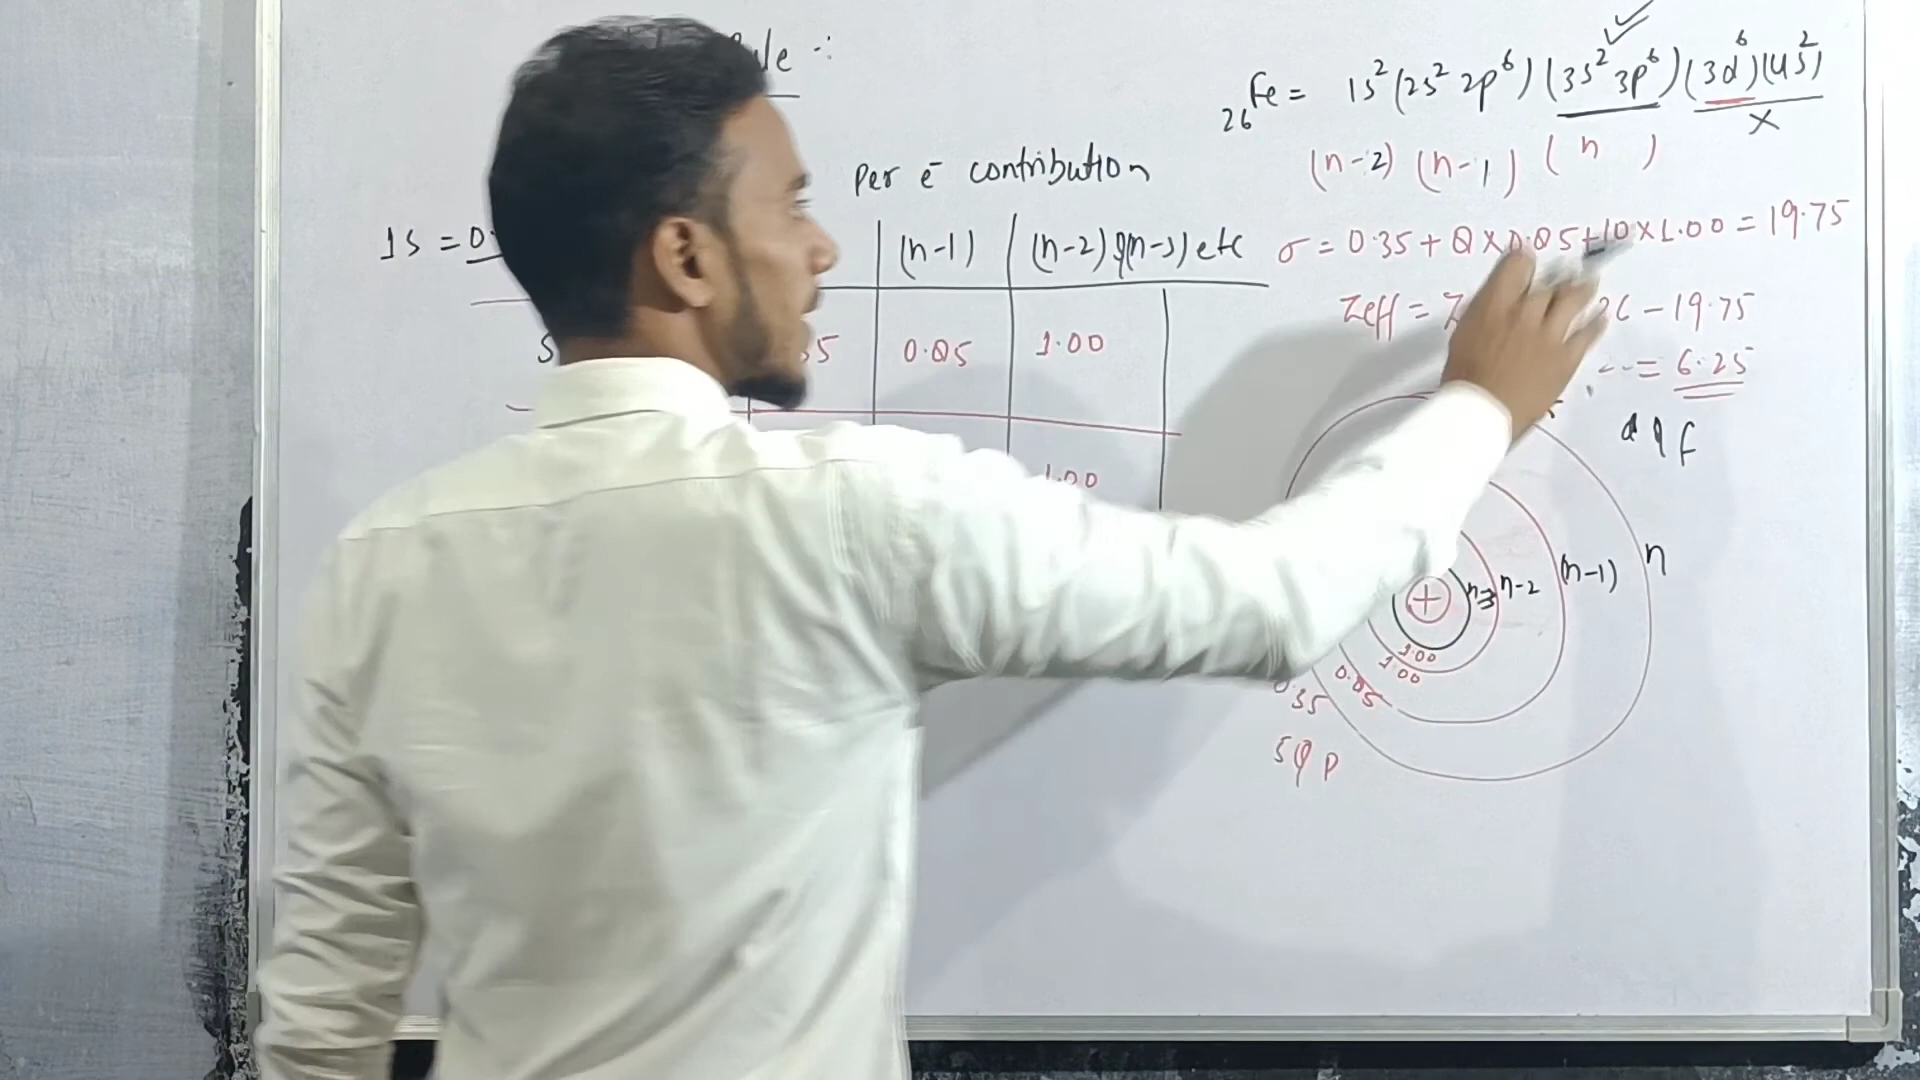 Per e⁻ contribution
1s = 0.
(n-1) (n-2) & (n-3) etc
S 35 0.85 1.00
1.00
₂₆Fe = 1s² (2s² 2p⁶) (3s² 3p⁶) (3d⁶) (4s²)
X
(n-2) (n-1) (n )
σ = 0.35 + 8 × 0.85 + 10 × 1.00 = 19.75
Zeff = Z 26 - 19.75
= 6.25
d & f
n-3 n-2 (n-1) n
1.00
1.00
0.85
0.35
s & p